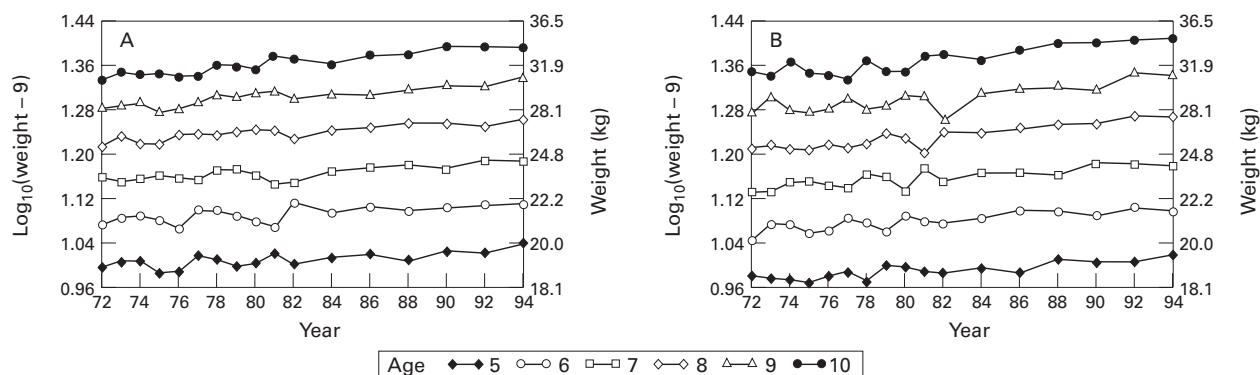 A
Log10(weight – 9)
1.44
1.36
1.28
1.20
1.12
1.04
0.96
36.5
31.9
28.1
24.8
22.2
20.0
18.1
Weight (kg)
72 74 76 78 80 82 84 86 88 90 92 94
Year
B
Log10(weight – 9)
1.44
1.36
1.28
1.20
1.12
1.04
0.96
36.5
31.9
28.1
24.8
22.2
20.0
18.1
Weight (kg)
72 74 76 78 80 82 84 86 88 90 92 94
Year
Age 5 6 7 8 9 10